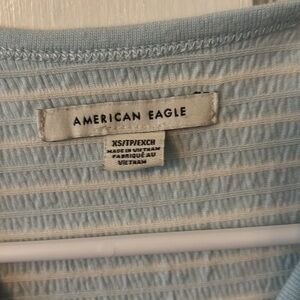 AMERICAN EAGLE
XS/TP/EXCH
MADE IN VIETNAM
FABRIQUÉ AU
VIETNAM